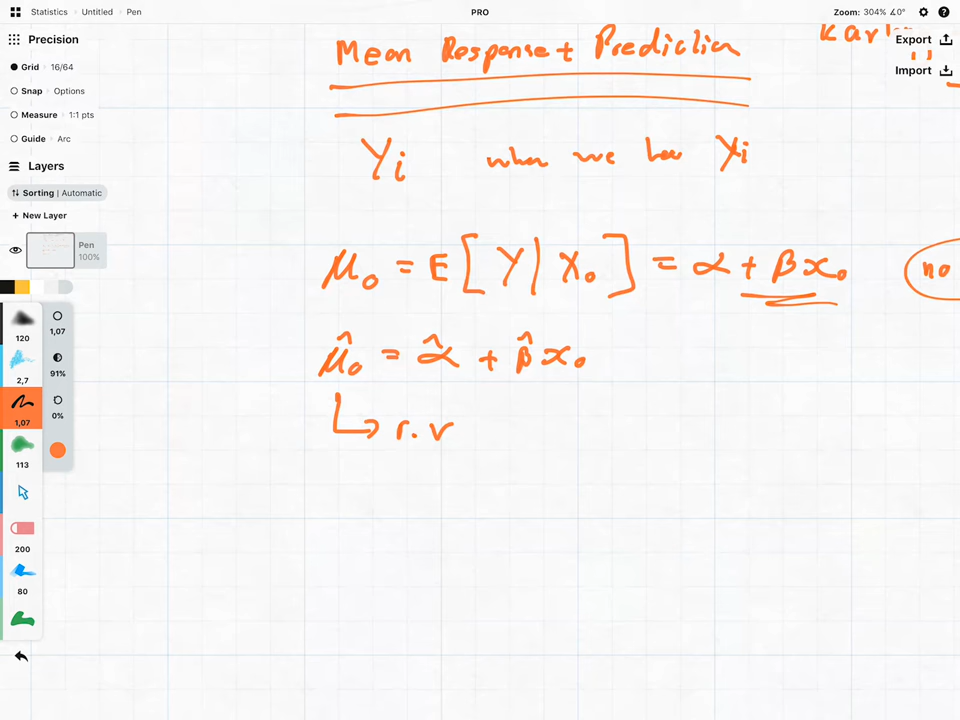 Statistics › Untitled › Pen
PRO
Zoom: 304% ∠0°
Precision
Export
Import
Grid 16/64
Snap Options
Measure 1:1 pts
Guide Arc
Layers
Sorting | Automatic
+ New Layer
Pen
100%
120
2,7
1,07
113
200
80
1,07
91%
0%
Mean Response + Prediction
Yi when we have Xi
μ₀ = E[Y|X₀] = α + βx₀
no
μ̂₀ = α̂ + β̂x₀
↳ r.v